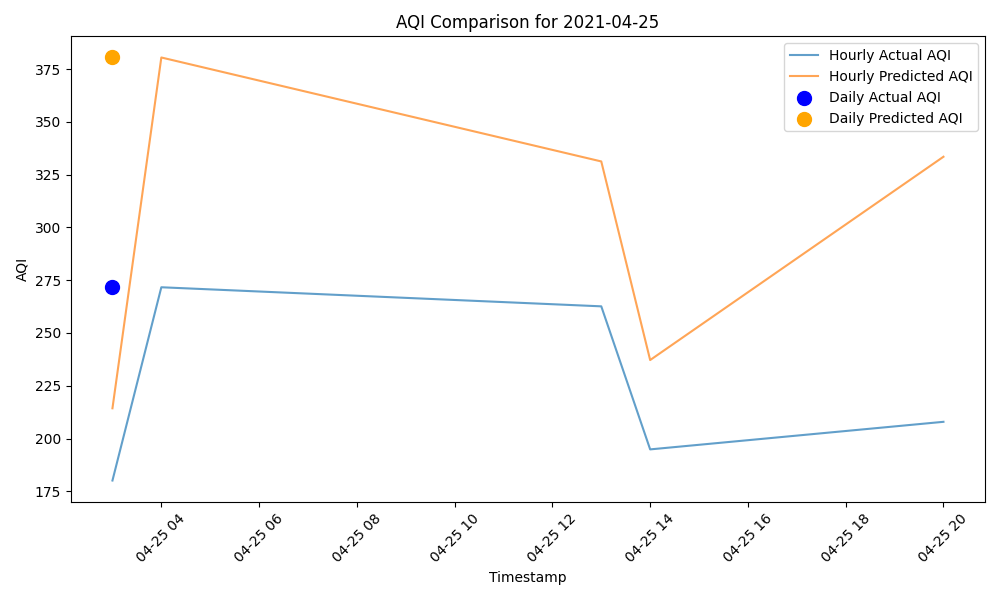 AQI Comparison for 2021-04-25
Hourly Actual AQI
Hourly Predicted AQI
Daily Actual AQI
Daily Predicted AQI
AQI
375
350
325
300
275
250
225
200
175
04-25 04
04-25 06
04-25 08
04-25 10
04-25 12
04-25 14
04-25 16
04-25 18
04-25 20
Timestamp